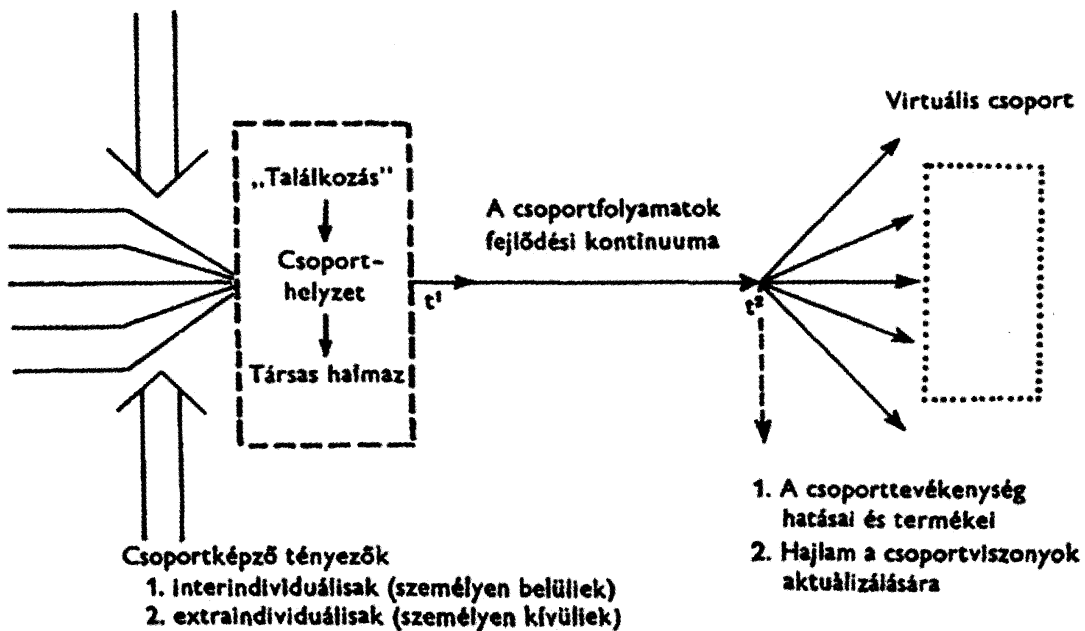 Virtuális csoport
„Találkozás”
Csoport-
helyzet
Társas halmaz
A csoportfolyamatok
fejlődési kontinuuma
t¹
t²
1. A csoporttevékenység
hatásai és termékei
2. Hajlam a csoportviszonyok
aktuàlizálására
Csoportképző tényezők
1. interindividuálisak (személyen belüliek)
2. extraindividuálisak (személyen kívüliek)